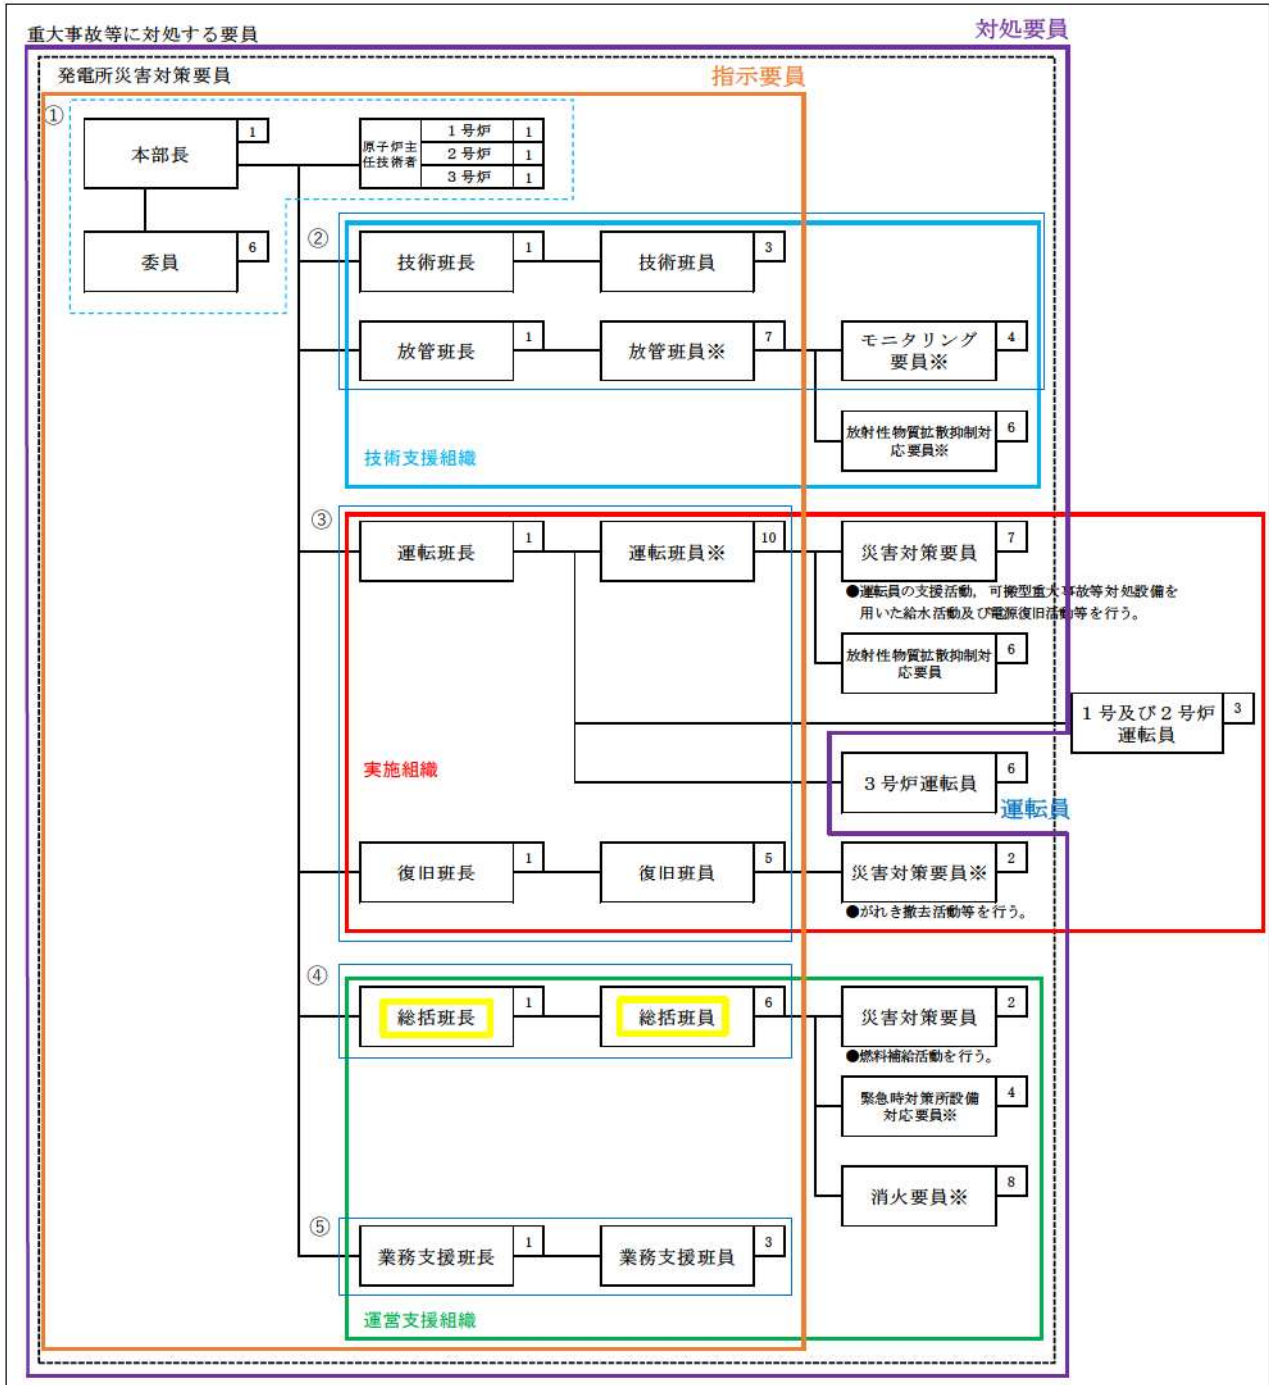 重大事故等に対処する要員
対処要員
発電所災害対策要員
指示要員
①
本部長
1
原子炉主
任技術者
1号炉
1
2号炉
1
3号炉
1
委員
6
②
技術班長
1
技術班員
3
放管班長
1
放管班員※
7
モニタリング
要員※
4
放射性物質拡散抑制対
応要員※
6
技術支援組織
③
運転班長
1
運転班員※
10
災害対策要員
7
●運転員の支援活動，可搬型重大事故等対処設備を
用いた給水活動及び電源復旧活動等を行う。
放射性物質拡散抑制対
応要員
6
1号及び2号炉
運転員
3
実施組織
3号炉運転員
6
運転員
復旧班長
1
復旧班員
5
災害対策要員※
2
●がれき撤去活動等を行う。
④
総括班長
1
総括班員
6
災害対策要員
2
●燃料補給活動を行う。
緊急時対策所設備
対応要員※
4
消火要員※
8
⑤
業務支援班長
1
業務支援班員
3
運営支援組織